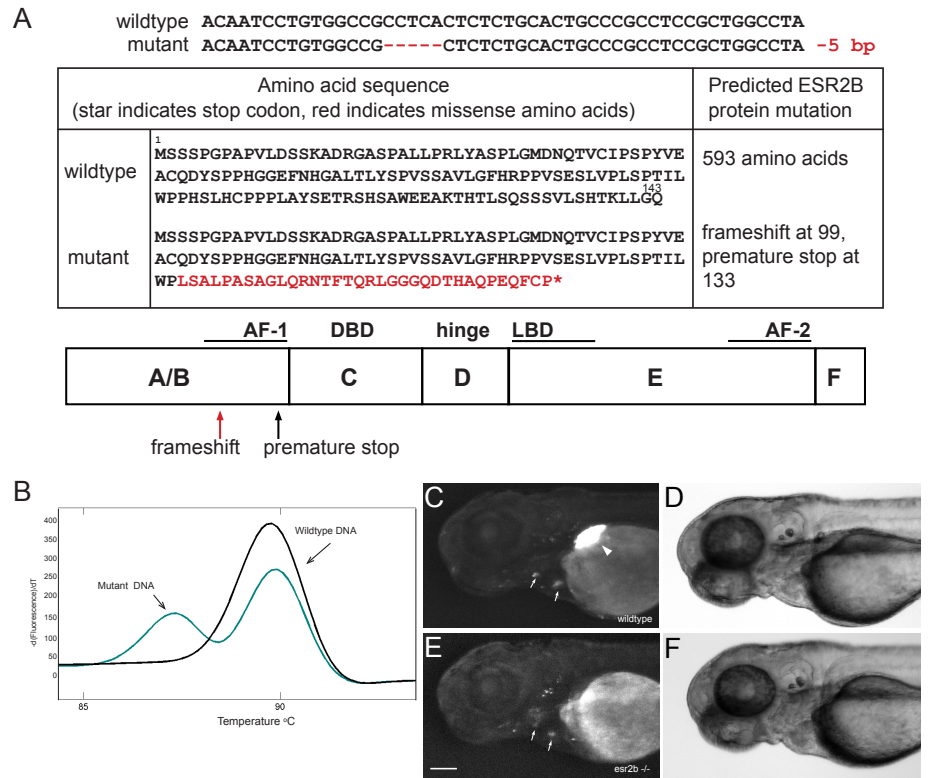 A
wildtype ACAATCCTGTGGCCGCCTCACTCTCTGCACTGCCCGCCTCCGCTGGCCTA
mutant ACAATCCTGTGGCCG-----CTCTCTGCACTGCCCGCCTCCGCTGGCCTA -5 bp
Amino acid sequence
(star indicates stop codon, red indicates missense amino acids)
Predicted ESR2B
protein mutation
wildtype
1
MSSSPGPAPVLDSSKADRGASPALLPRLYASPLGMDNQTVCIPSPYVE
ACQDYSPPHGGEFNHGALTLYSPVSSAVLGFHRPPVSESLVPLSPTIL
143
WPPHSLHCPPPLAYSETRSHSAWEEAKTHTLSQSSSVLSHTKLLGQ
593 amino acids
mutant
MSSSPGPAPVLDSSKADRGASPALLPRLYASPLGMDNQTVCIPSPYVE
ACQDYSPPHGGEFNHGALTLYSPVSSAVLGFHRPPVSESLVPLSPTIL
WPLSALPASAGLQRNTFTQRLGGGQDTHAQPEQFCP*
frameshift at 99,
premature stop at
133
AF-1 DBD hinge LBD AF-2
A/B C D E F
frameshift premature stop
B
400
350
300
250
200
150
100
50
0
-d(Fluorescence)/dT
Wildtype DNA
Mutant DNA
85 90
Temperature ºC
C
wildtype
D
E
esr2b -/-
F